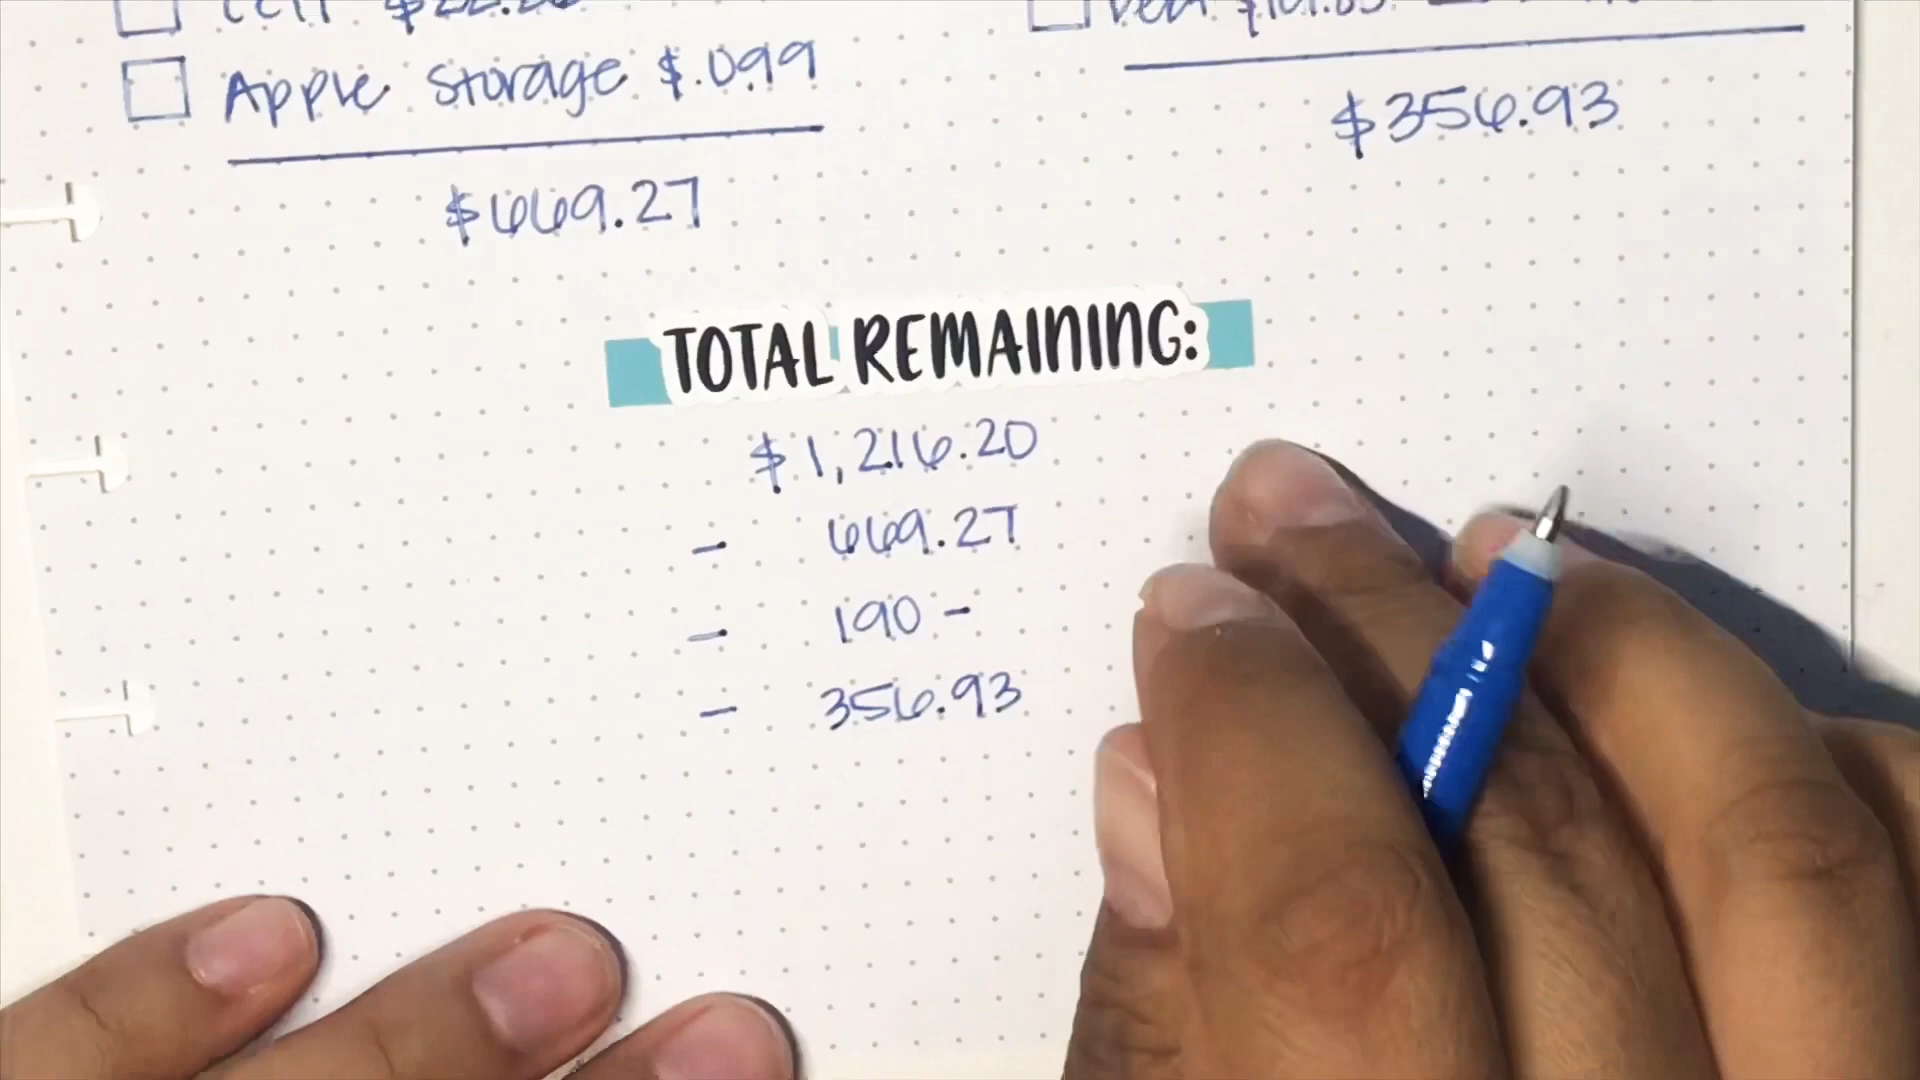 Apple Storage $.099
$669.27
$356.93
TOTAL REMAINING:
$1,216.20
- 669.27
- 190 -
- 356.93